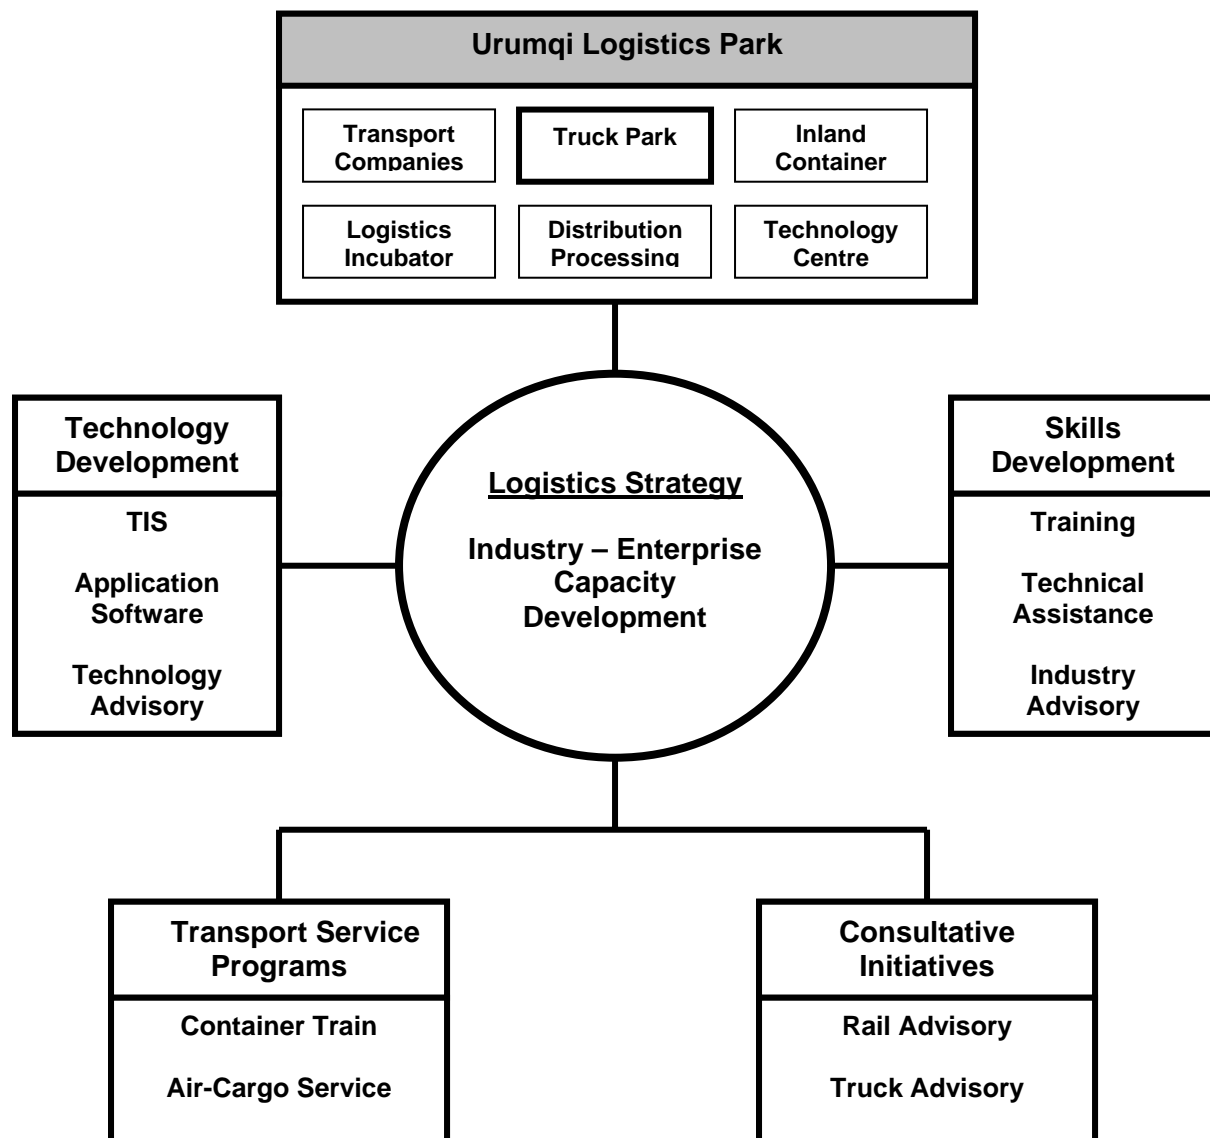 Urumqi Logistics Park
Transport
Companies
Truck Park
Inland
Container
Logistics
Incubator
Distribution
Processing
Technology
Centre
Technology
Development
TIS
Application
Software
Technology
Advisory
Logistics Strategy
Industry – Enterprise
Capacity
Development
Skills
Development
Training
Technical
Assistance
Industry
Advisory
Transport Service
Programs
Container Train
Air-Cargo Service
Consultative
Initiatives
Rail Advisory
Truck Advisory